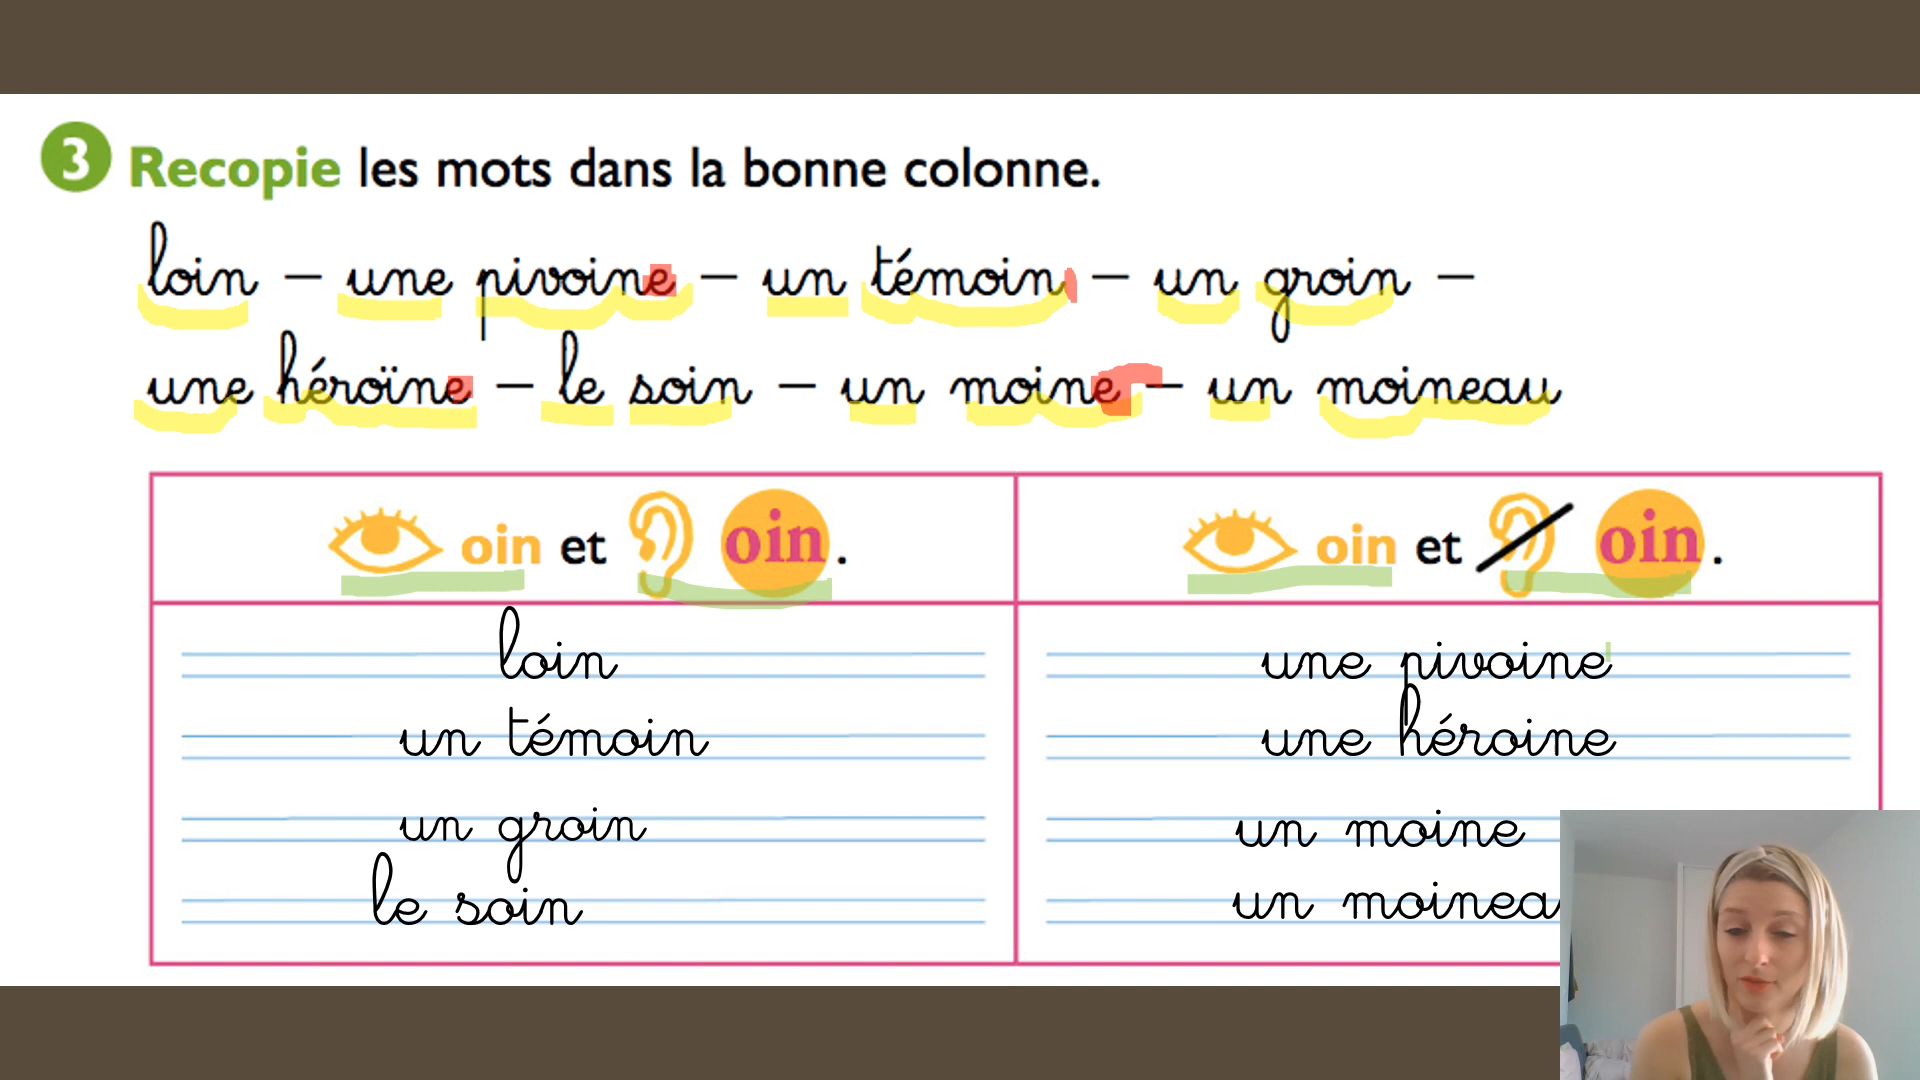 3 Recopie les mots dans la bonne colonne.
loin – une pivoine – un témoin – un groin –
une héroïne – le soin – un moine – un moineau
oin et oin.
oin et oin.
loin
un témoin
un groin
le soin
une pivoine
une héroine
un moine
un moinea